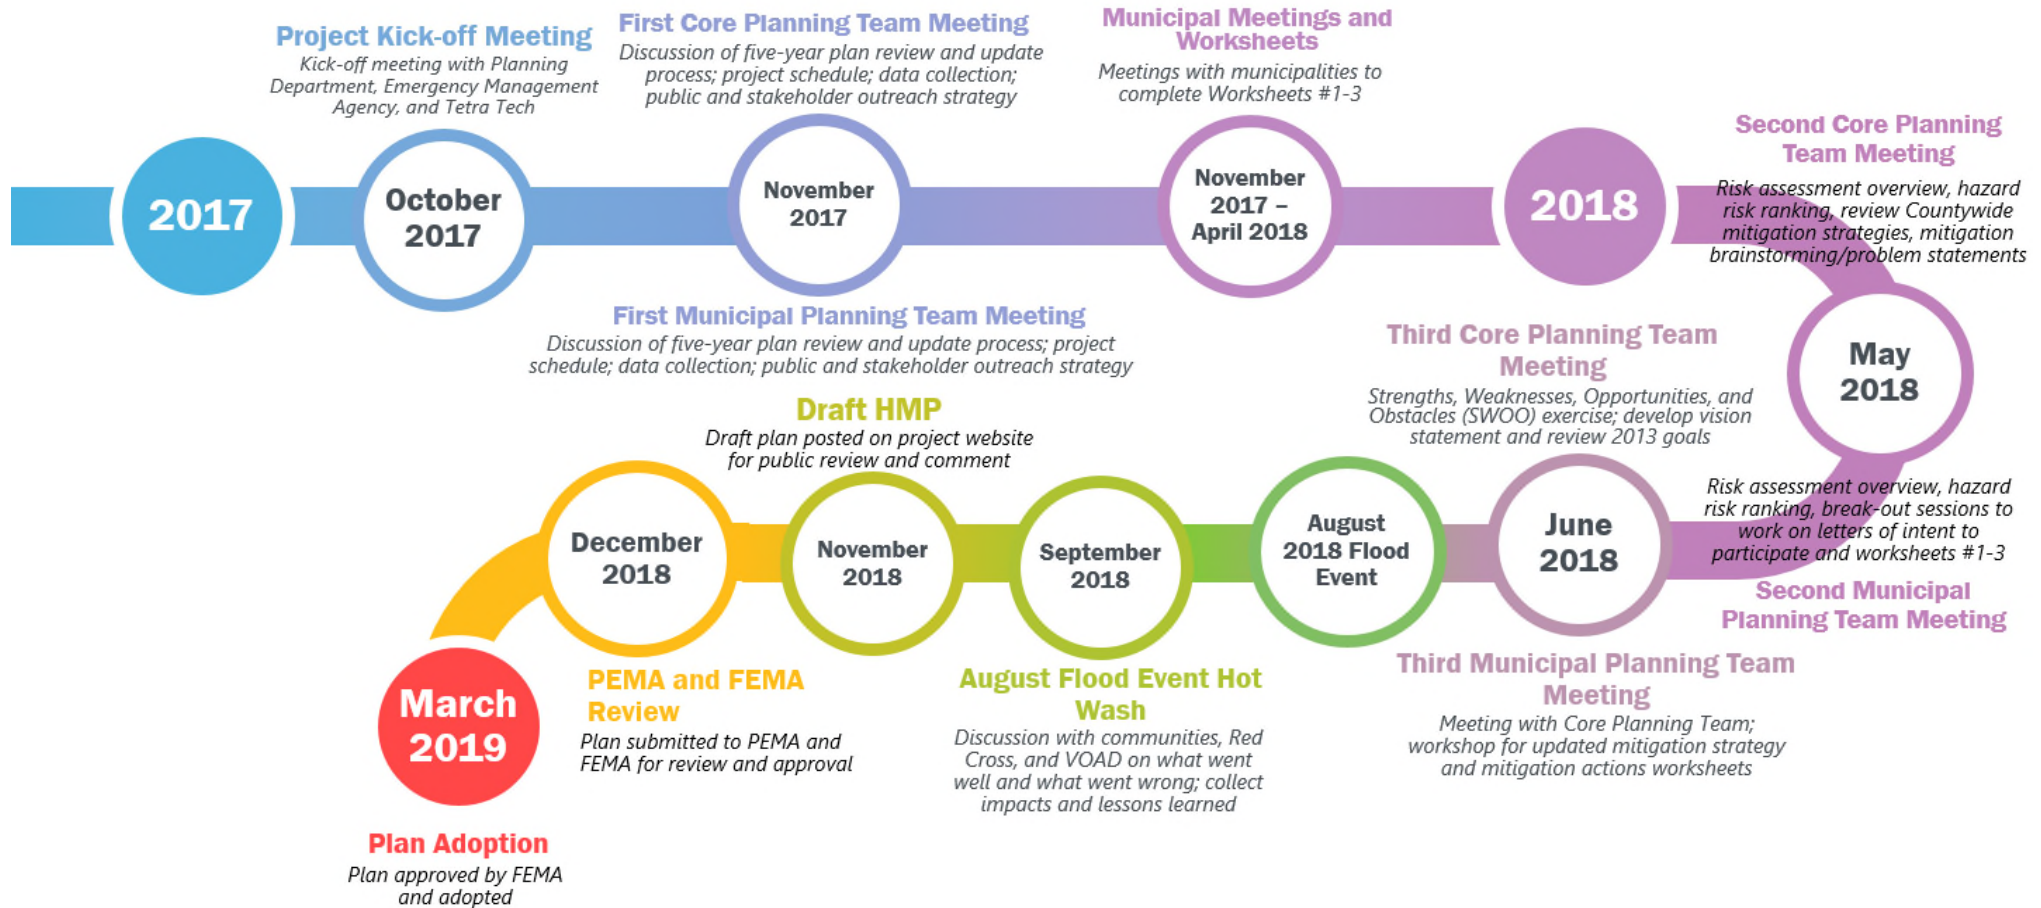 2017
Project Kick-off Meeting
Kick-off meeting with Planning
Department, Emergency Management
Agency, and Tetra Tech
October
2017
First Core Planning Team Meeting
Discussion of five-year plan review and update
process; project schedule; data collection;
public and stakeholder outreach strategy
November
2017
First Municipal Planning Team Meeting
Discussion of five-year plan review and update process; project
schedule; data collection; public and stakeholder outreach strategy
Municipal Meetings and
Worksheets
Meetings with municipalities to
complete Worksheets #1-3
November
2017 –
April 2018
2018
Second Core Planning
Team Meeting
Risk assessment overview, hazard
risk ranking, review Countywide
mitigation strategies, mitigation
brainstorming/problem statements
May
2018
Risk assessment overview, hazard
risk ranking, break-out sessions to
work on letters of intent to
participate and worksheets #1-3
Second Municipal
Planning Team Meeting
Third Core Planning Team
Meeting
Strengths, Weaknesses, Opportunities, and
Obstacles (SWOO) exercise; develop vision
statement and review 2013 goals
June
2018
Third Municipal Planning Team
Meeting
Meeting with Core Planning Team;
workshop for updated mitigation strategy
and mitigation actions worksheets
August
2018 Flood
Event
September
2018
August Flood Event Hot
Wash
Discussion with communities, Red
Cross, and VOAD on what went
well and what went wrong; collect
impacts and lessons learned
Draft HMP
Draft plan posted on project website
for public review and comment
November
2018
December
2018
PEMA and FEMA
Review
Plan submitted to PEMA and
FEMA for review and approval
March
2019
Plan Adoption
Plan approved by FEMA
and adopted